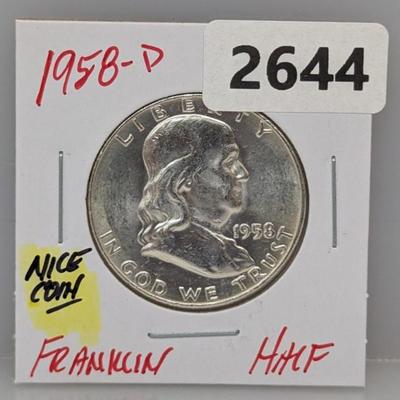 1958-D
2644
LIBERTY
1958
IN GOD WE TRUST
NICE
COIN
FRANKLIN HALF